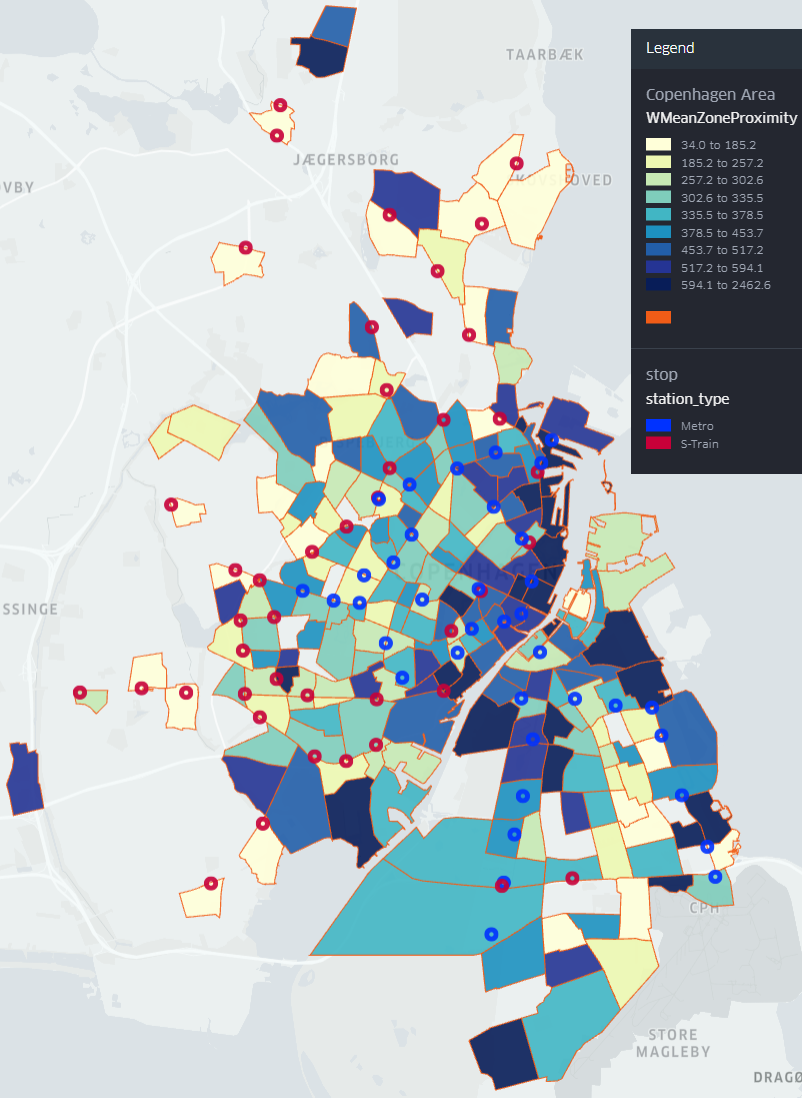 TAARBÆK
Legend
Copenhagen Area
WMeanZoneProximity
34.0 to 185.2
185.2 to 257.2
257.2 to 302.6
302.6 to 335.5
335.5 to 378.5
378.5 to 453.7
453.7 to 517.2
517.2 to 594.1
594.1 to 2462.6
stop
station_type
Metro
S-Train
JÆGERSBORG
VBY
OVED
COPENHAGEN
SSINGE
CPH
STORE
MAGLEBY
DRAGØ